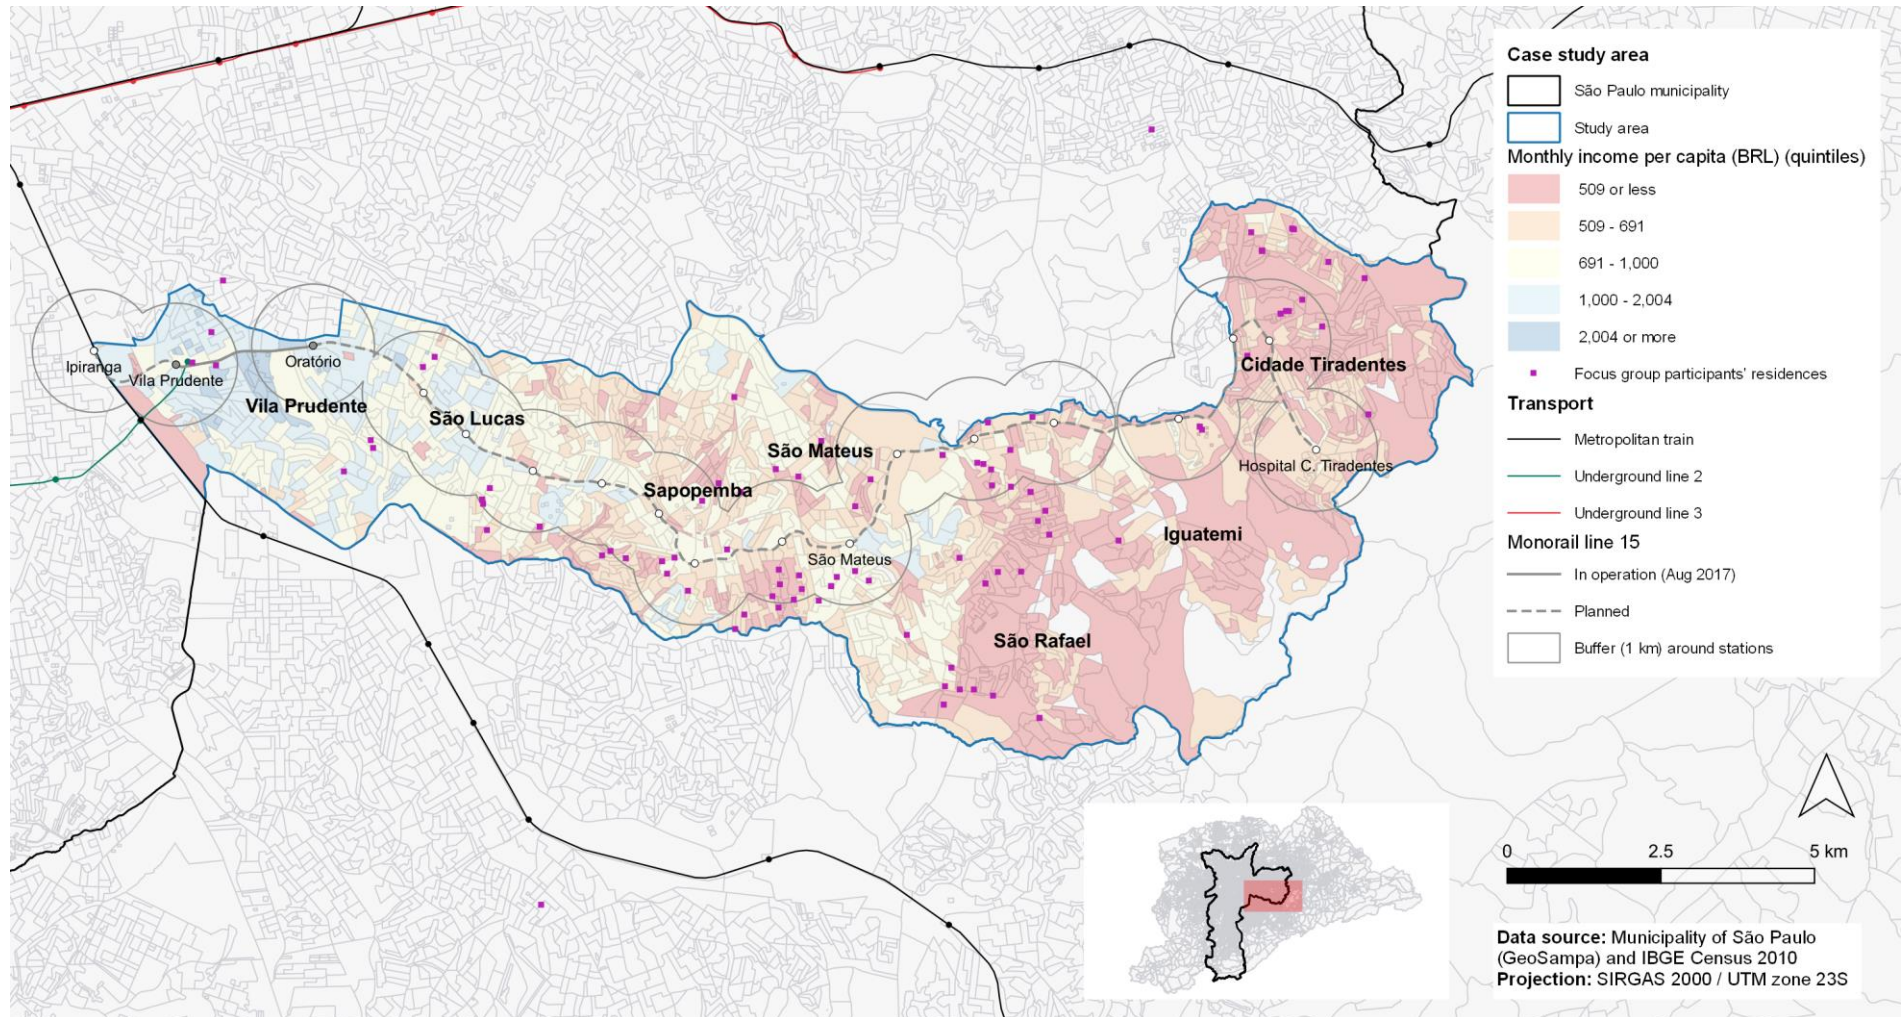 Case study area
São Paulo municipality
Study area
Monthly income per capita (BRL) (quintiles)
509 or less
509 - 691
691 - 1,000
1,000 - 2,004
2,004 or more
Focus group participants' residences
Transport
Metropolitan train
Underground line 2
Underground line 3
Monorail line 15
In operation (Aug 2017)
Planned
Buffer (1 km) around stations
Ipiranga
Vila Prudente
Oratório
Vila Prudente
São Lucas
Sapopemba
São Mateus
São Mateus
Cidade Tiradentes
Hospital C. Tiradentes
Iguatemi
São Rafael
0 2.5 5 km
Data source: Municipality of São Paulo
(GeoSampa) and IBGE Census 2010
Projection: SIRGAS 2000 / UTM zone 23S